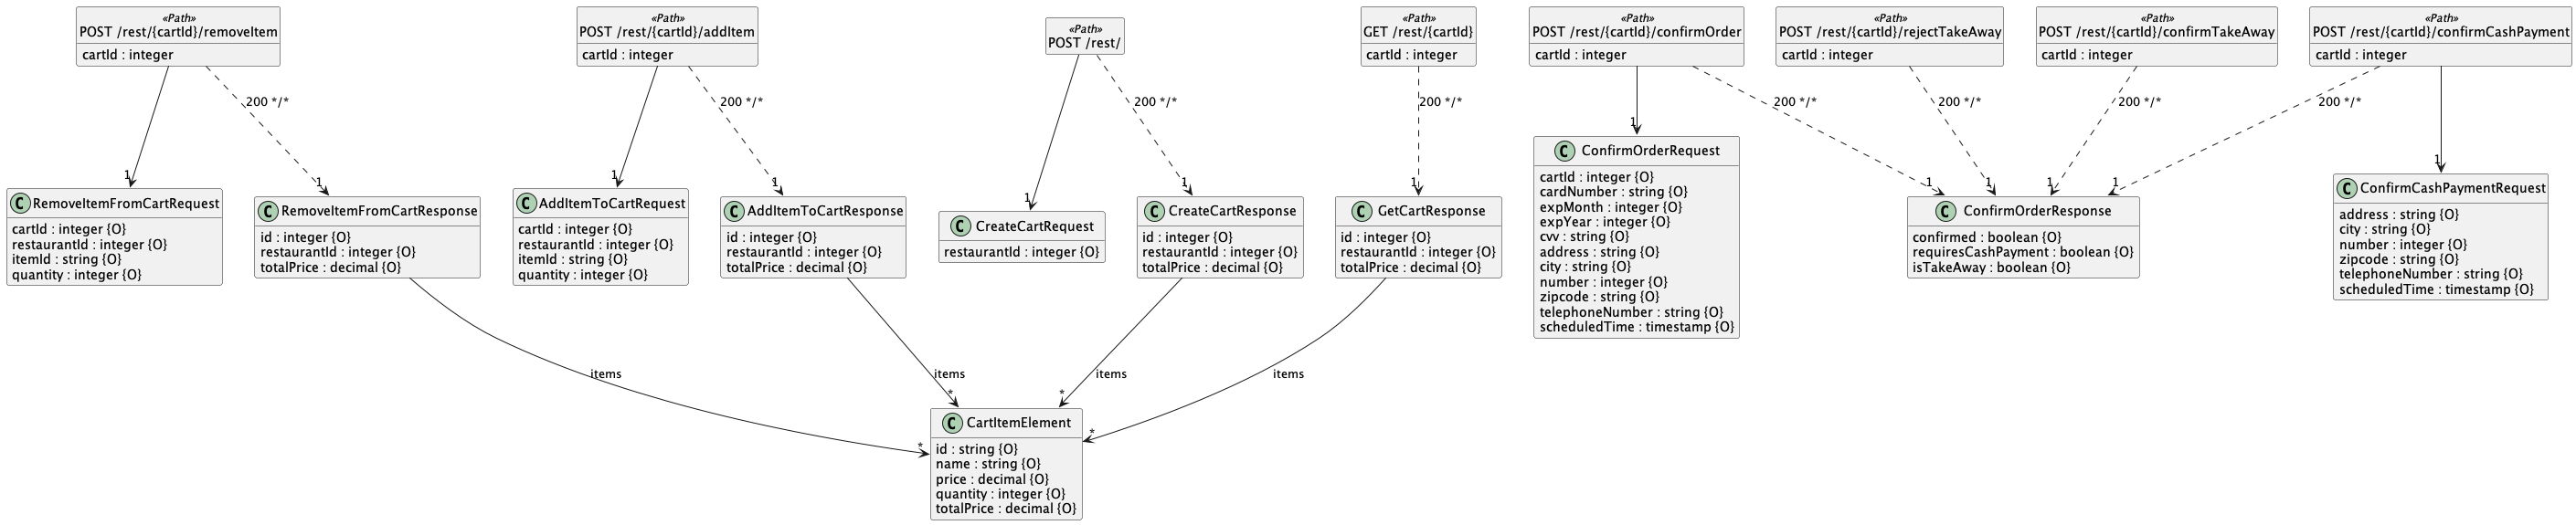 «Path»
POST /rest/{cartId}/removeItem
cartId : integer
«Path»
POST /rest/{cartId}/addItem
cartId : integer
«Path»
POST /rest/
«Path»
GET /rest/{cartId}
cartId : integer
«Path»
POST /rest/{cartId}/confirmOrder
cartId : integer
«Path»
POST /rest/{cartId}/rejectTakeAway
cartId : integer
«Path»
POST /rest/{cartId}/confirmTakeAway
cartId : integer
«Path»
POST /rest/{cartId}/confirmCashPayment
cartId : integer
200 */*
200 */*
200 */*
200 */*
200 */*
200 */*
200 */*
200 */*
1
1
1
1
1
1
1
1
1
1
1
1
1
C RemoveItemFromCartRequest
cartId : integer {O}
restaurantId : integer {O}
itemId : string {O}
quantity : integer {O}
C RemoveItemFromCartResponse
id : integer {O}
restaurantId : integer {O}
totalPrice : decimal {O}
C AddItemToCartRequest
cartId : integer {O}
restaurantId : integer {O}
itemId : string {O}
quantity : integer {O}
C AddItemToCartResponse
id : integer {O}
restaurantId : integer {O}
totalPrice : decimal {O}
C CreateCartRequest
restaurantId : integer {O}
C CreateCartResponse
id : integer {O}
restaurantId : integer {O}
totalPrice : decimal {O}
C GetCartResponse
id : integer {O}
restaurantId : integer {O}
totalPrice : decimal {O}
C ConfirmOrderRequest
cartId : integer {O}
cardNumber : string {O}
expMonth : integer {O}
expYear : integer {O}
cvv : string {O}
address : string {O}
city : string {O}
number : integer {O}
zipcode : string {O}
telephoneNumber : string {O}
scheduledTime : timestamp {O}
C ConfirmOrderResponse
confirmed : boolean {O}
requiresCashPayment : boolean {O}
isTakeAway : boolean {O}
C ConfirmCashPaymentRequest
address : string {O}
city : string {O}
number : integer {O}
zipcode : string {O}
telephoneNumber : string {O}
scheduledTime : timestamp {O}
items
items
items
items
*
*
*
*
C CartItemElement
id : string {O}
name : string {O}
price : decimal {O}
quantity : integer {O}
totalPrice : decimal {O}